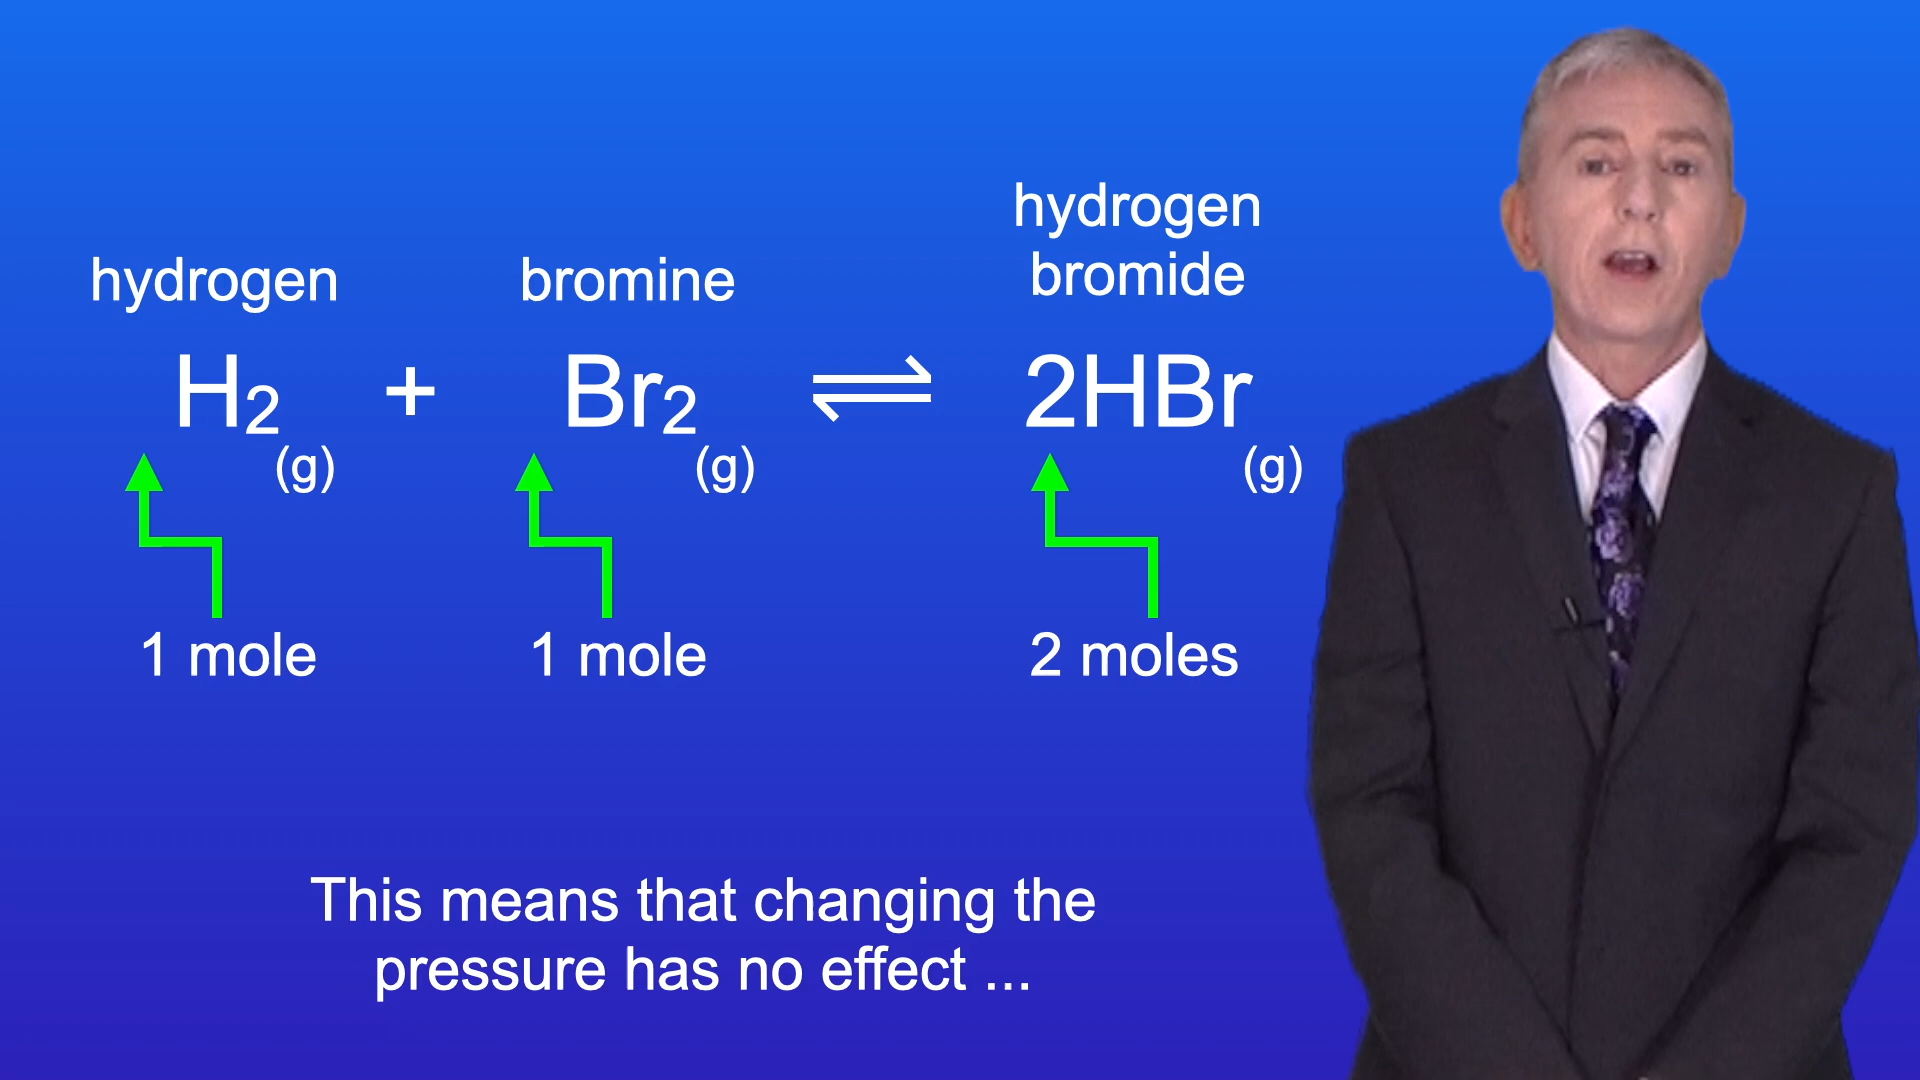 hydrogen
bromine
hydrogen
bromide
H₂(g) + Br₂(g) ⇌ 2HBr(g)
1 mole
1 mole
2 moles
This means that changing the
pressure has no effect ...